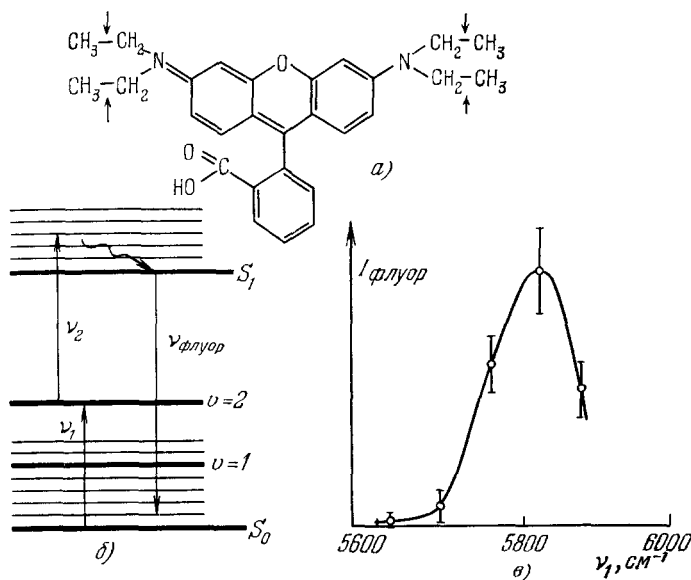 CH₃ CH₂ N O N CH₂ CH₃
CH₃ CH₂ CH₂ CH₃
O C HO
а)
S₁
ν₂
νфлуор
υ=2
ν₁
υ=1
S₀
б)
Iфлуор
5600 5800 6000
в) ν₁, см⁻¹